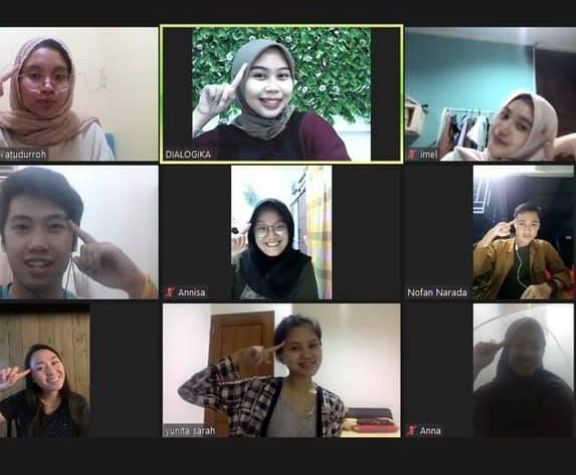 i'atudurroh
DIALOGIKA
imel
Annisa
Nofan Narada
yunita sarah
Anna